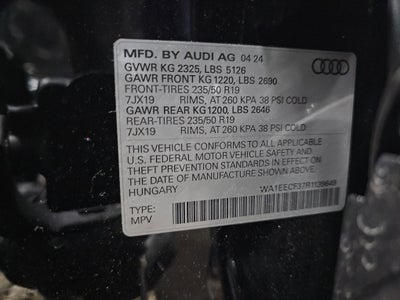 MFD. BY AUDI AG 04 24
GVWR KG 2325, LBS 5126
GAWR FRONT KG 1220, LBS 2690
FRONT-TIRES 235/50 R19
7JX19 RIMS, AT 260 KPA 38 PSI COLD
GAWR REAR KG 1200, LBS 2646
REAR-TIRES 235/50 R19
7JX19 RIMS, AT 260 KPA 38 PSI COLD
THIS VEHICLE CONFORMS TO ALL APPLICABLE
U.S. FEDERAL MOTOR VEHICLE SAFETY AND
THEFT PREVENTION STANDARDS IN EFFECT ON
THE DATE OF MANUFACTURE SHOWN ABOVE.
HUNGARY
WA1EECF37R1139649
TYPE:
MPV